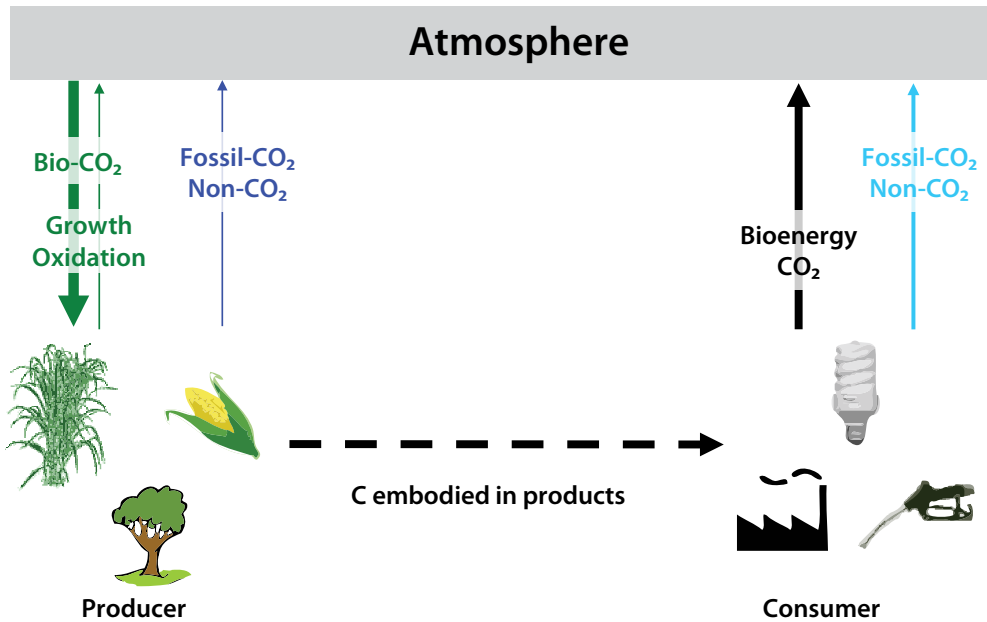 Atmosphere
Bio-CO₂
Growth
Oxidation
Fossil-CO₂
Non-CO₂
Bioenergy
CO₂
Fossil-CO₂
Non-CO₂
C embodied in products
Producer
Consumer